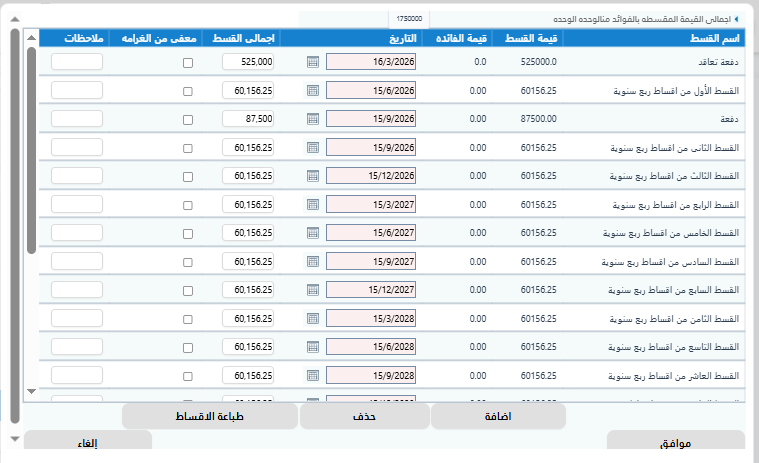 اجمالى القيمة المقسطه بالفوائد منالوحده الوحده 1750000
اسم القسط قيمة القسط قيمة الفائده التاريخ اجمالى القسط معفى من الغرامه ملاحظات
دفعة تعاقد 525000.0 0.0 16/3/2026 525,000
القسط الأول من اقساط ربع سنوية 60156.25 0.00 15/6/2026 60,156.25
دفعة 87500.00 0.00 15/9/2026 87,500
القسط الثانى من اقساط ربع سنوية 60156.25 0.00 15/9/2026 60,156.25
القسط الثالث من اقساط ربع سنوية 60156.25 0.00 15/12/2026 60,156.25
القسط الرابع من اقساط ربع سنوية 60156.25 0.00 15/3/2027 60,156.25
القسط الخامس من اقساط ربع سنوية 60156.25 0.00 15/6/2027 60,156.25
القسط السادس من اقساط ربع سنوية 60156.25 0.00 15/9/2027 60,156.25
القسط السابع من اقساط ربع سنوية 60156.25 0.00 15/12/2027 60,156.25
القسط الثامن من اقساط ربع سنوية 60156.25 0.00 15/3/2028 60,156.25
القسط التاسع من اقساط ربع سنوية 60156.25 0.00 15/6/2028 60,156.25
القسط العاشر من اقساط ربع سنوية 60156.25 0.00 15/9/2028 60,156.25
اضافة حذف طباعة الاقساط
موافق إلغاء